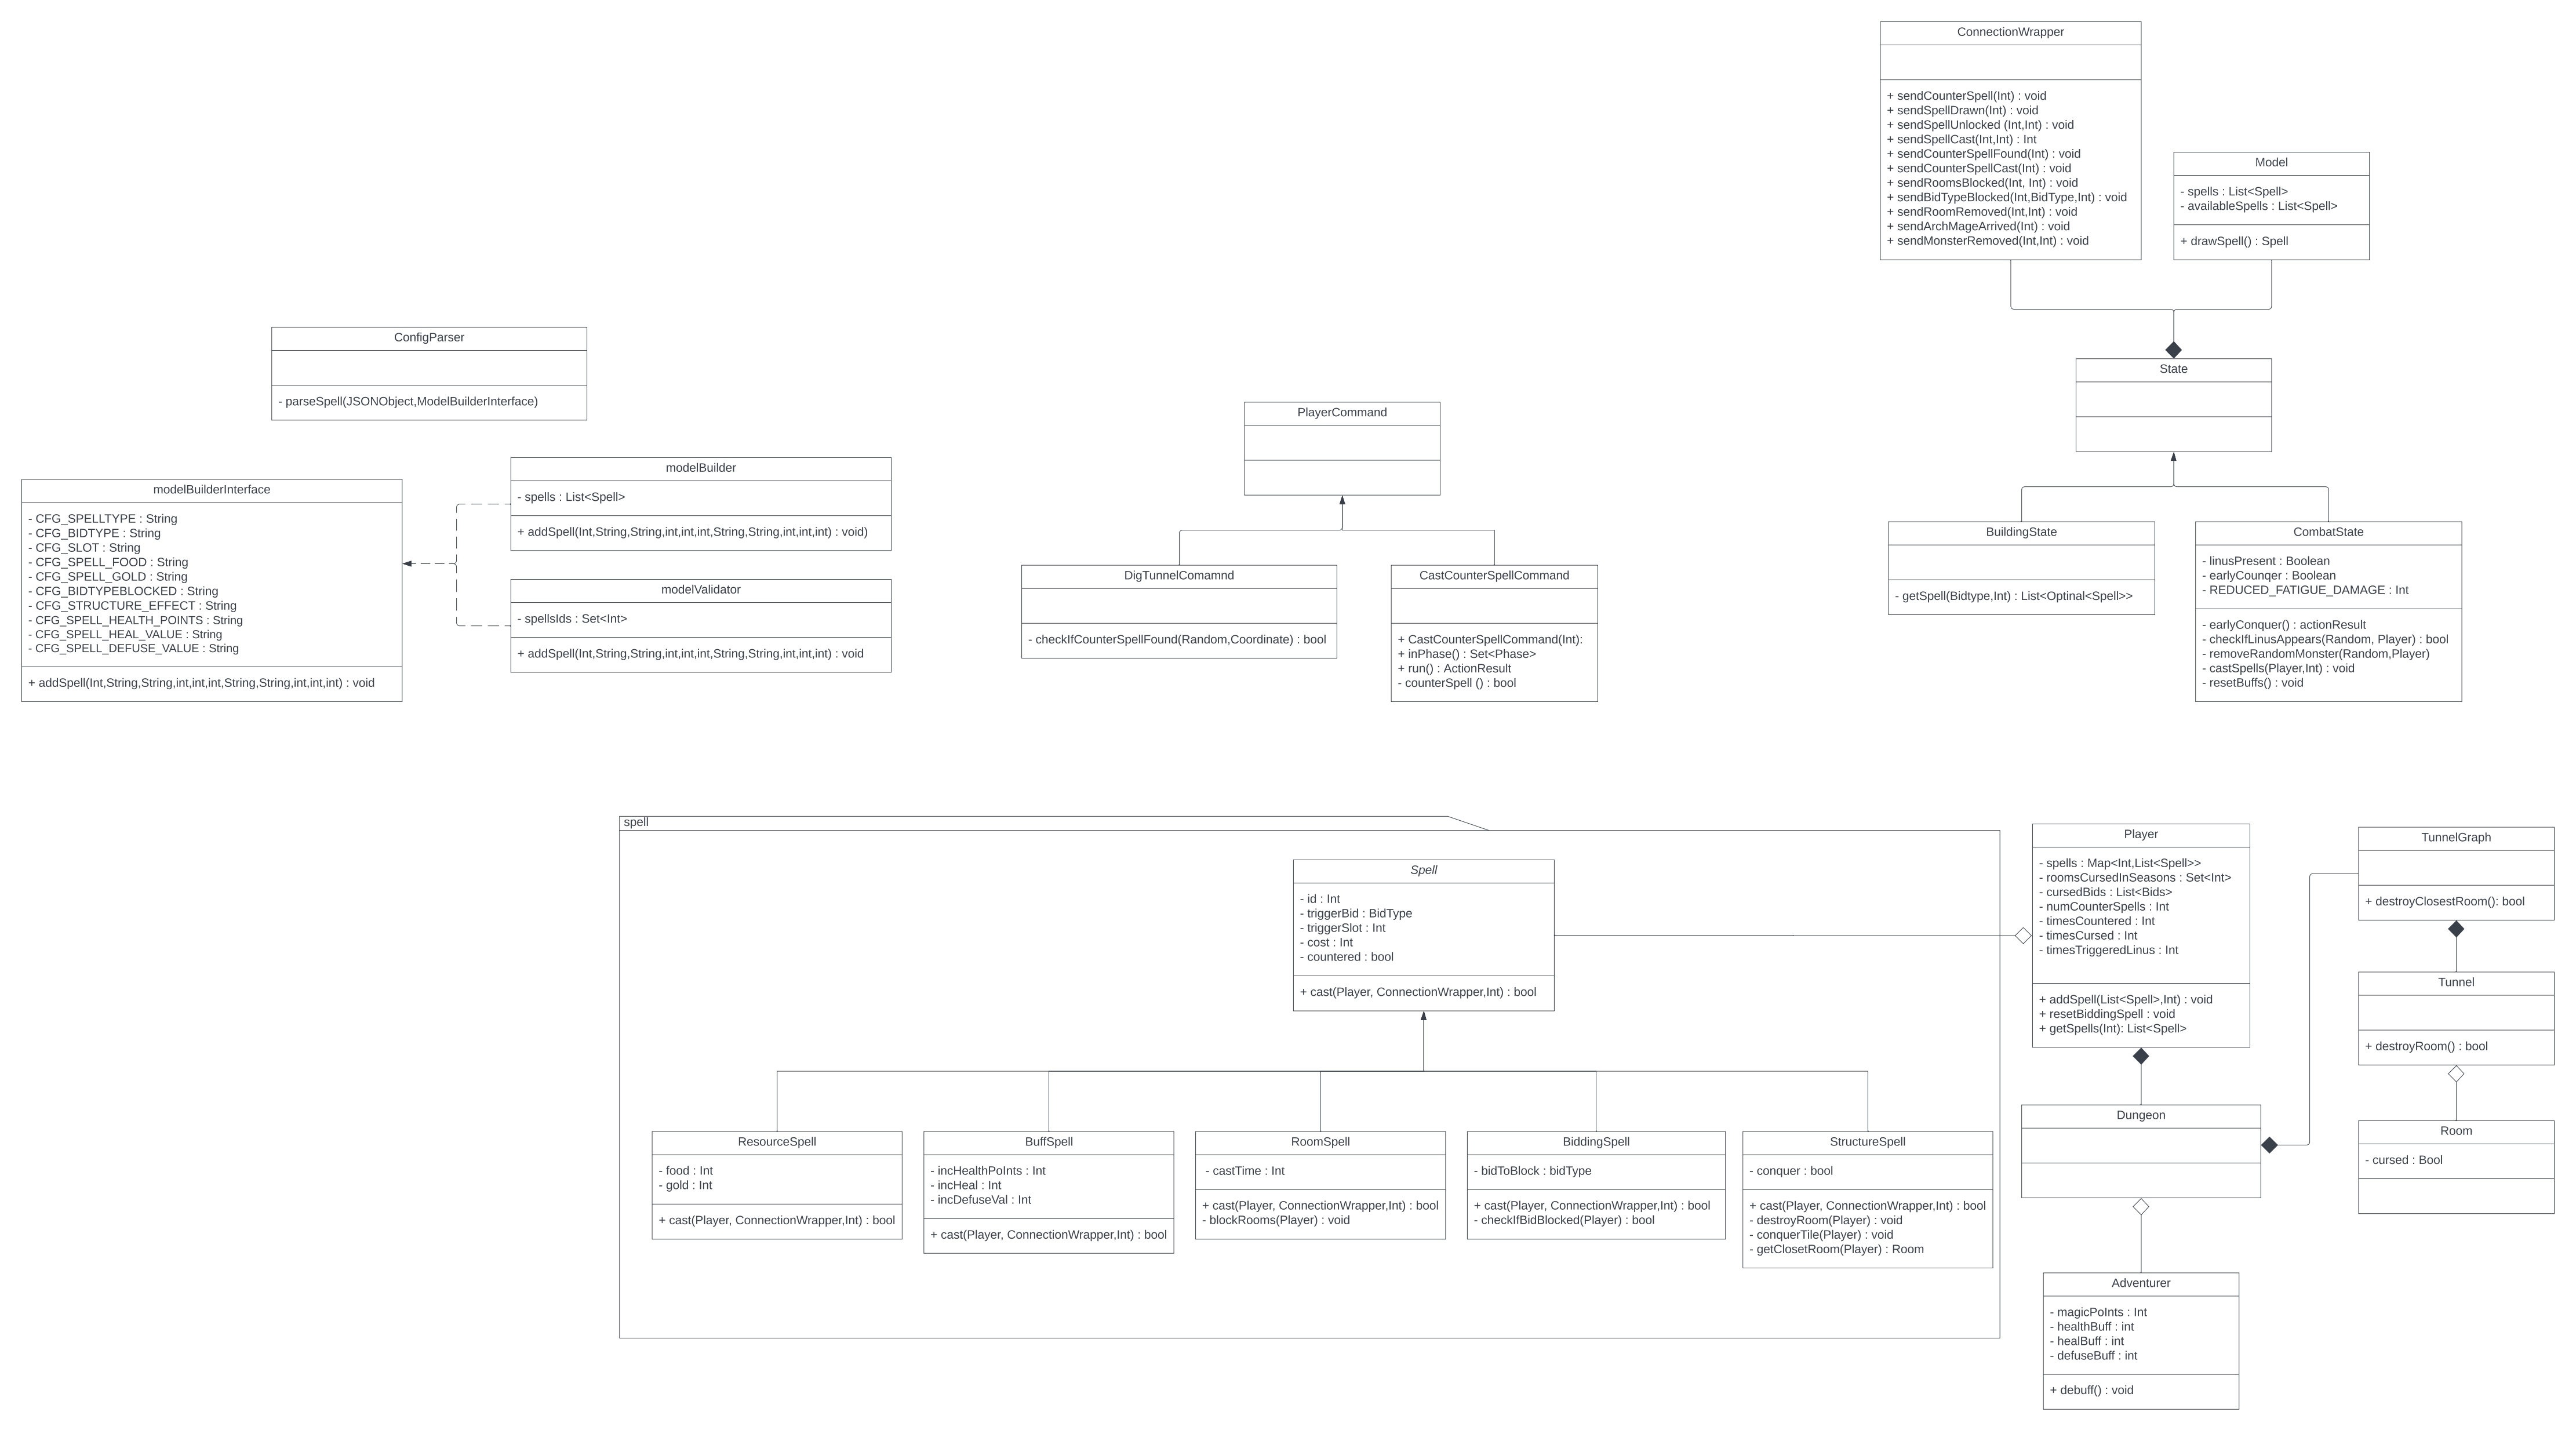 ConnectionWrapper
+ sendCounterSpell(Int) : void
+ sendSpellDrawn(Int) : void
+ sendSpellUnlocked (Int,Int) : void
+ sendSpellCast(Int,Int) : Int
+ sendCounterSpellFound(Int) : void
+ sendCounterSpellCast(Int) : void
+ sendRoomsBlocked(Int, Int) : void
+ sendBidTypeBlocked(Int,BidType,Int) : void
+ sendRoomRemoved(Int,Int) : void
+ sendArchMageArrived(Int) : void
+ sendMonsterRemoved(Int,Int) : void
Model
- spells : List<Spell>
- availableSpells : List<Spell>
+ drawSpell() : Spell
ConfigParser
- parseSpell(JSONObject,ModelBuilderInterface)
State
PlayerCommand
modelBuilderInterface
- CFG_SPELLTYPE : String
- CFG_BIDTYPE : String
- CFG_SLOT : String
- CFG_SPELL_FOOD : String
- CFG_SPELL_GOLD : String
- CFG_BIDTYPEBLOCKED : String
- CFG_STRUCTURE_EFFECT : String
- CFG_SPELL_HEALTH_POINTS : String
- CFG_SPELL_HEAL_VALUE : String
- CFG_SPELL_DEFUSE_VALUE : String
+ addSpell(Int,String,String,int,int,int,String,String,int,int,int) : void
modelBuilder
- spells : List<Spell>
+ addSpell(Int,String,String,int,int,int,String,String,int,int,int) : void)
modelValidator
- spellsIds : Set<Int>
+ addSpell(Int,String,String,int,int,int,String,String,int,int,int) : void
DigTunnelComamnd
- checkIfCounterSpellFound(Random,Coordinate) : bool
CastCounterSpellCommand
+ CastCounterSpellCommand(Int):
+ inPhase() : Set<Phase>
+ run() : ActionResult
- counterSpell () : bool
BuildingState
- getSpell(Bidtype,Int) : List<Optinal<Spell>>
CombatState
- linusPresent : Boolean
- earlyCounqer : Boolean
- REDUCED_FATIGUE_DAMAGE : Int
- earlyConquer() : actionResult
- checkIfLinusAppears(Random, Player) : bool
- removeRandomMonster(Random,Player)
- castSpells(Player,Int) : void
- resetBuffs() : void
spell
Spell
- id : Int
- triggerBid : BidType
- triggerSlot : Int
- cost : Int
- countered : bool
+ cast(Player, ConnectionWrapper,Int) : bool
ResourceSpell
- food : Int
- gold : Int
+ cast(Player, ConnectionWrapper,Int) : bool
BuffSpell
- incHealthPoInts : Int
- incHeal : Int
- incDefuseVal : Int
+ cast(Player, ConnectionWrapper,Int) : bool
RoomSpell
- castTime : Int
+ cast(Player, ConnectionWrapper,Int) : bool
- blockRooms(Player) : void
BiddingSpell
- bidToBlock : bidType
+ cast(Player, ConnectionWrapper,Int) : bool
- checkIfBidBlocked(Player) : bool
StructureSpell
- conquer : bool
+ cast(Player, ConnectionWrapper,Int) : bool
- destroyRoom(Player) : void
- conquerTile(Player) : void
- getClosetRoom(Player) : Room
Player
- spells : Map<Int,List<Spell>>
- roomsCursedInSeasons : Set<Int>
- cursedBids : List<Bids>
- numCounterSpells : Int
- timesCountered : Int
- timesCursed : Int
- timesTriggeredLinus : Int
+ addSpell(List<Spell>,Int) : void
+ resetBiddingSpell : void
+ getSpells(Int): List<Spell>
TunnelGraph
+ destroyClosestRoom(): bool
Tunnel
+ destroyRoom() : bool
Dungeon
Room
- cursed : Bool
Adventurer
- magicPoInts : Int
- healthBuff : int
- healBuff : int
- defuseBuff : int
+ debuff() : void